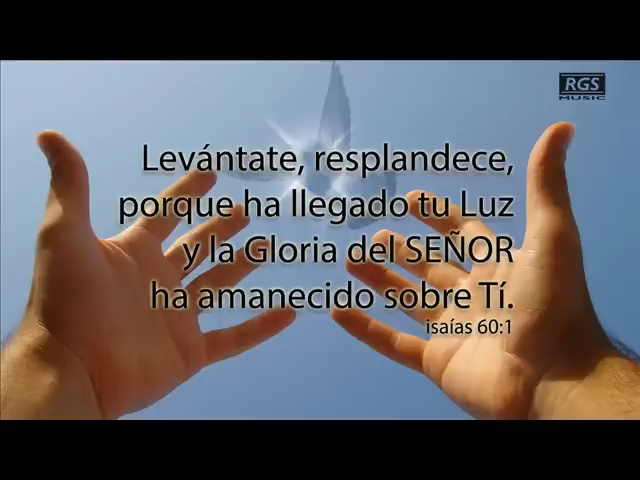 RGS
MUSIC
Levántate, resplandece,
porque ha llegado tu Luz
y la Gloria del SEÑOR
ha amanecido sobre Tí.
isaías 60:1